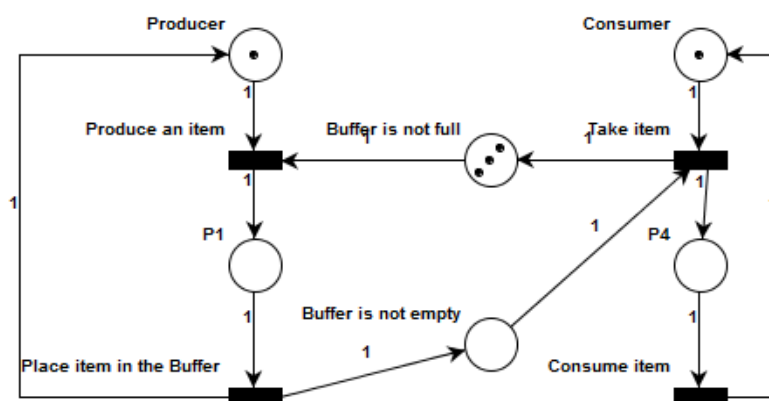 Producer
Consumer
1
1
Produce an item
Buffer is not full
Take item
1
1
1
1
1
P1
P4
1
Buffer is not empty
1
1
1
Place item in the Buffer
Consume item